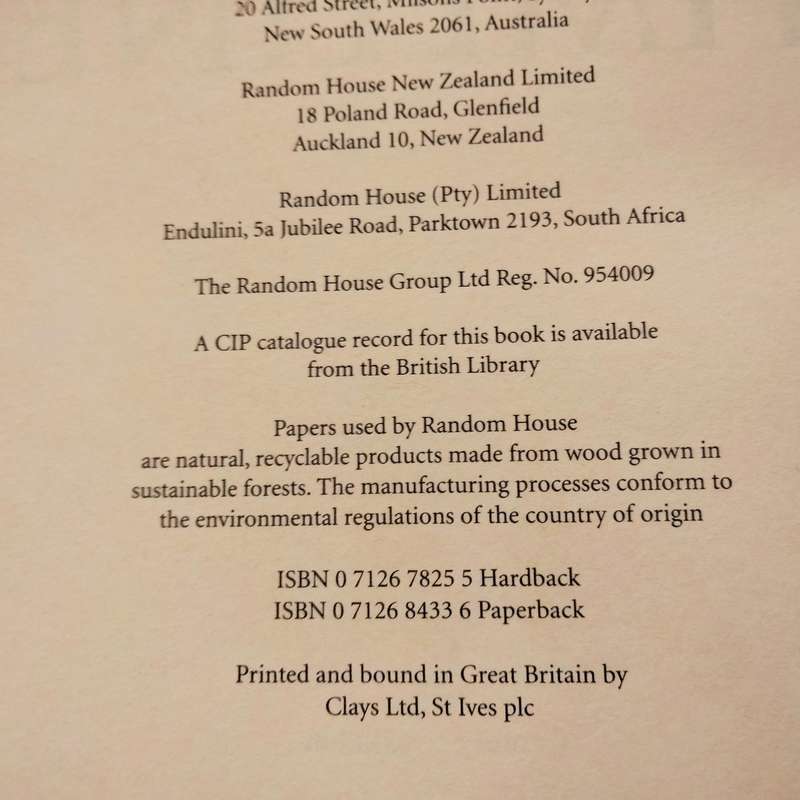 20 Alfred Street, Milsons Point,
New South Wales 2061, Australia
Random House New Zealand Limited
18 Poland Road, Glenfield
Auckland 10, New Zealand
Random House (Pty) Limited
Endulini, 5a Jubilee Road, Parktown 2193, South Africa
The Random House Group Ltd Reg. No. 954009
A CIP catalogue record for this book is available
from the British Library
Papers used by Random House
are natural, recyclable products made from wood grown in
sustainable forests. The manufacturing processes conform to
the environmental regulations of the country of origin
ISBN 0 7126 7825 5 Hardback
ISBN 0 7126 8433 6 Paperback
Printed and bound in Great Britain by
Clays Ltd, St Ives plc